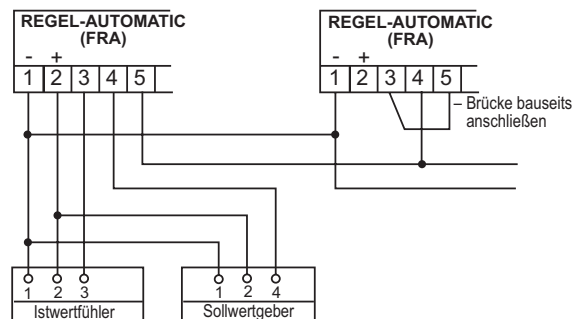 REGEL-AUTOMATIC
(FRA)
- +
1 2 3 4 5
REGEL-AUTOMATIC
(FRA)
- +
1 2 3 4 5
– Brücke bauseits
anschließen
1 2 3
Istwertfühler
1 2 4
Sollwertgeber